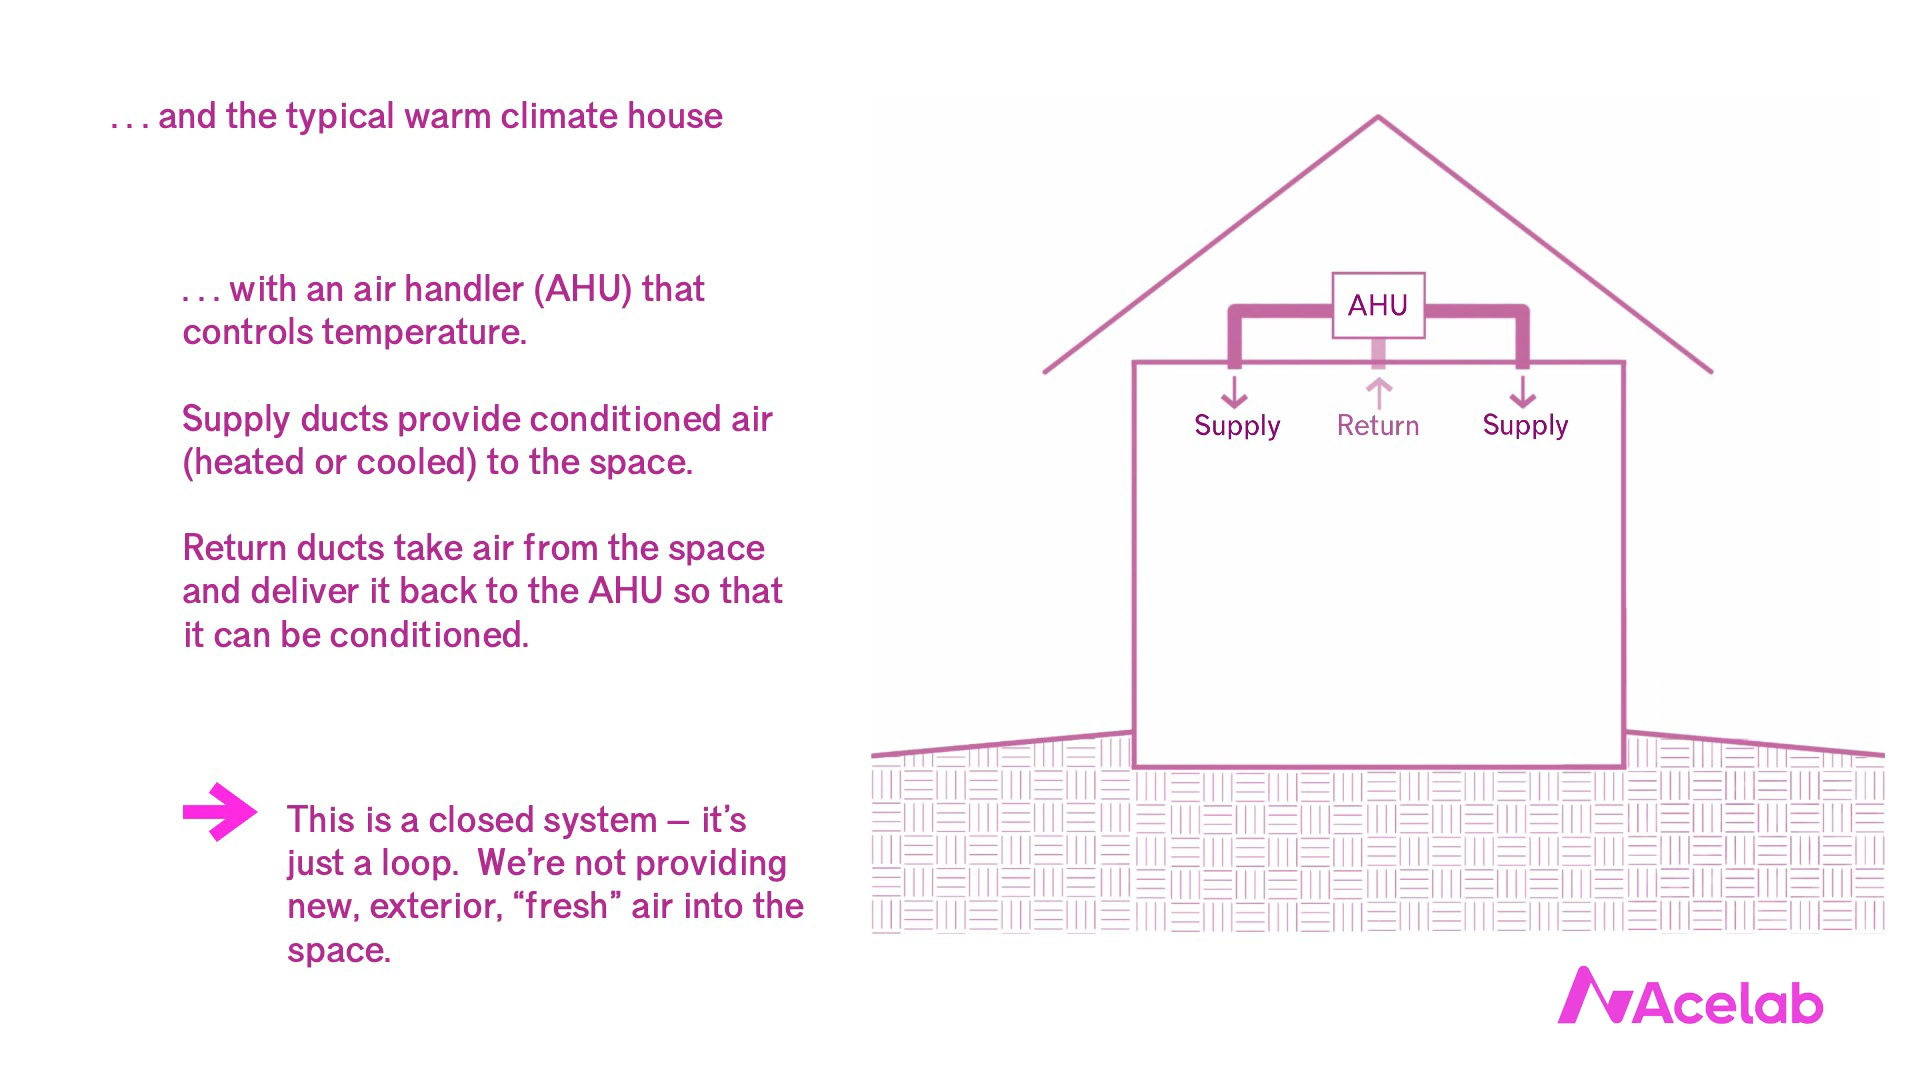 . . . and the typical warm climate house
. . . with an air handler (AHU) that
controls temperature.
Supply ducts provide conditioned air
(heated or cooled) to the space.
Return ducts take air from the space
and deliver it back to the AHU so that
it can be conditioned.
This is a closed system – it’s
just a loop.  We’re not providing
new, exterior, “fresh” air into the
space.
AHU
Supply
Return
Supply
Acelab